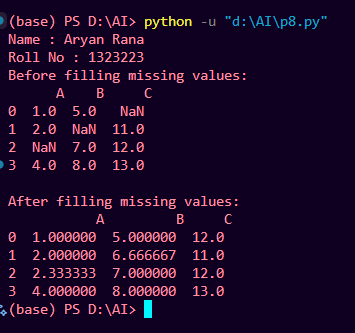 (base) PS D:\AI> python -u "d:\AI\p8.py"
Name : Aryan Rana
Roll No : 1323223
Before filling missing values:
     A    B     C
0  1.0  5.0   NaN
1  2.0  NaN  11.0
2  NaN  7.0  12.0
3  4.0  8.0  13.0

After filling missing values:
          A         B     C
0  1.000000  5.000000  12.0
1  2.000000  6.666667  11.0
2  2.333333  7.000000  12.0
3  4.000000  8.000000  13.0
(base) PS D:\AI>